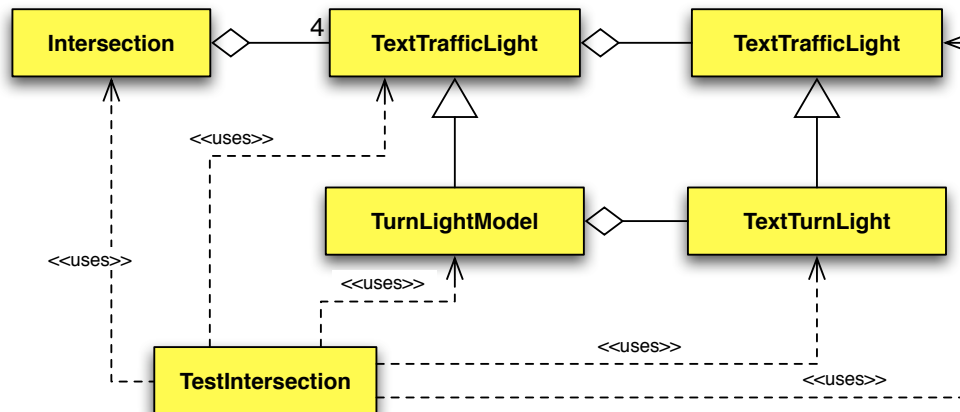 4
Intersection
TextTrafficLight
TextTrafficLight
<<uses>>
TurnLightModel
TextTurnLight
<<uses>>
<<uses>>
<<uses>>
TestIntersection
<<uses>>